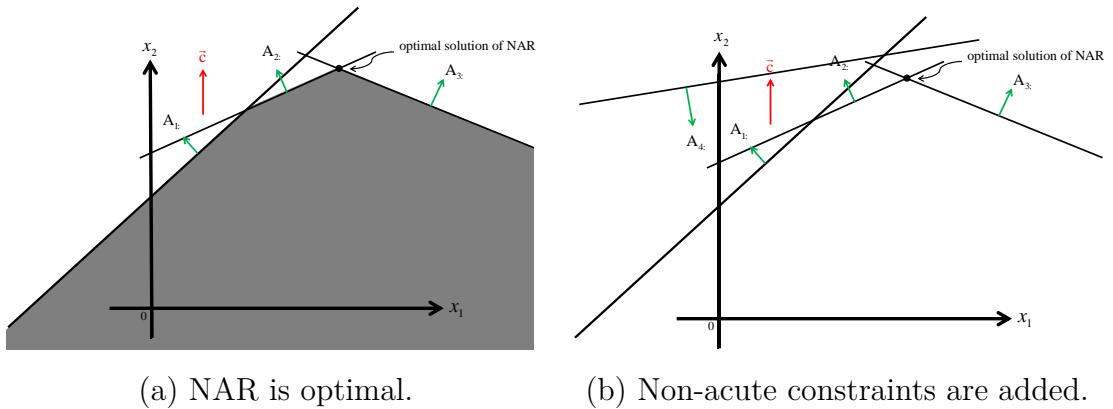 x2
c⃗
A2:
optimal solution of NAR
A3:
A1:
0
x1
(a) NAR is optimal.
x2
c⃗
A2:
optimal solution of NAR
A3:
A1:
A4:
0
x1
(b) Non-acute constraints are added.